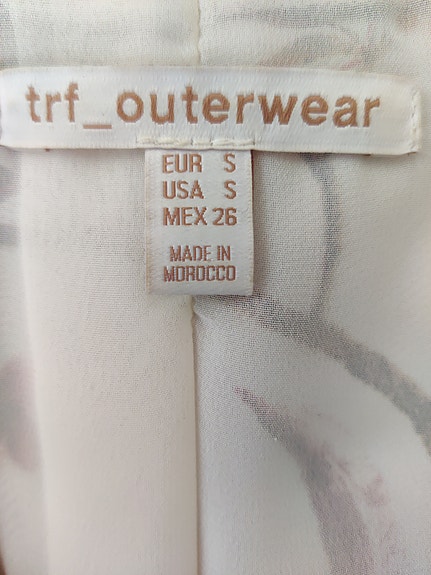 trf_outerwear
EUR S
USA S
MEX 26
MADE IN
MOROCCO